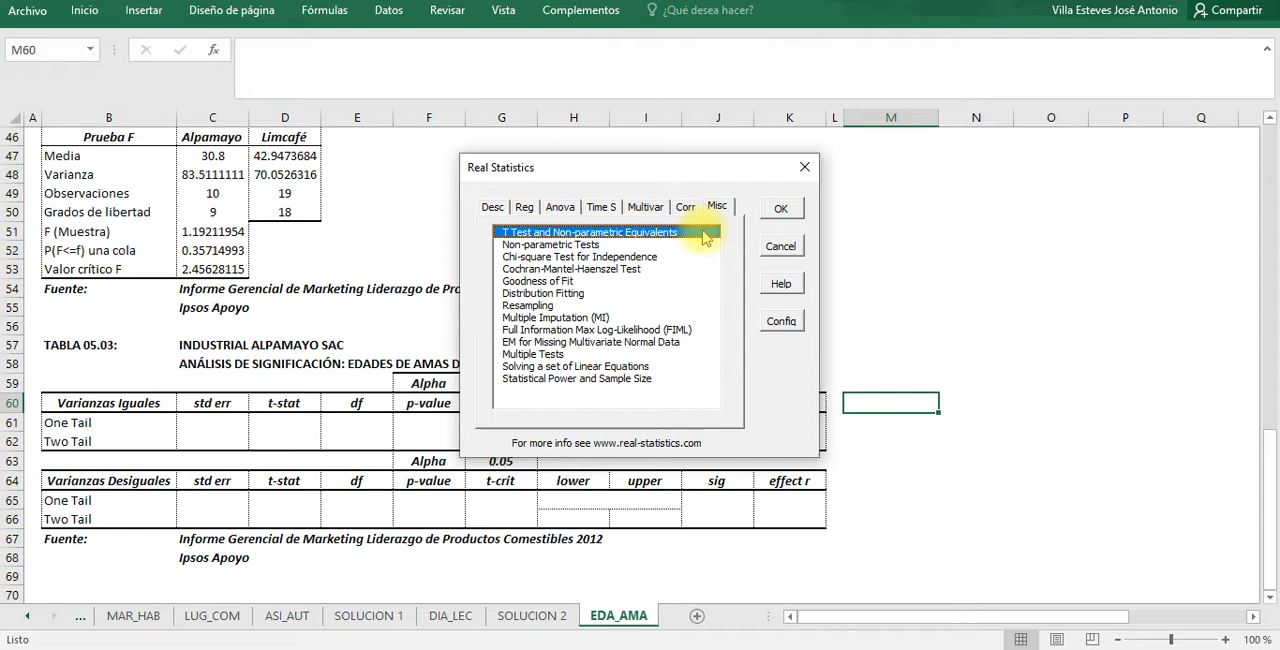 Archivo Inicio Insertar Diseño de página Fórmulas Datos Revisar Vista Complementos ¿Qué desea hacer? Villa Esteves José Antonio Compartir
M60 fx
A B C D E F G H I J K L M N O P Q
46 Prueba F Alpamayo Limcafé
47 Media 30.8 42.9473684
48 Varianza 83.5111111 70.0526316
49 Observaciones 10 19
50 Grados de libertad 9 18
51 F (Muestra) 1.19211954
52 P(F<=f) una cola 0.35714993
53 Valor crítico F 2.45628115
54 Fuente: Informe Gerencial de Marketing Liderazgo de Pro
55 Ipsos Apoyo
56
57 TABLA 05.03: INDUSTRIAL ALPAMAYO SAC
58 ANÁLISIS DE SIGNIFICACIÓN: EDADES DE AMAS D
59 Alpha
60 Varianzas Iguales std err t-stat df p-value
61 One Tail
62 Two Tail
63 Alpha 0.05
64 Varianzas Desiguales std err t-stat df p-value t-crit lower upper sig effect r
65 One Tail
66 Two Tail
67 Fuente: Informe Gerencial de Marketing Liderazgo de Productos Comestibles 2012
68 Ipsos Apoyo
69
70
Real Statistics
Desc Reg Anova Time S Multivar Corr Misc
T Test and Non-parametric Equivalents
Non-parametric Tests
Chi-square Test for Independence
Cochran-Mantel-Haenszel Test
Goodness of Fit
Distribution Fitting
Resampling
Multiple Imputation (MI)
Full Information Max Log-Likelihood (FIML)
EM for Missing Multivariate Normal Data
Multiple Tests
Solving a set of Linear Equations
Statistical Power and Sample Size
OK
Cancel
Help
Config
For more info see www.real-statistics.com
... MAR_HAB LUG_COM ASI_AUT SOLUCION 1 DIA_LEC SOLUCION 2 EDA_AMA
Listo 100 %